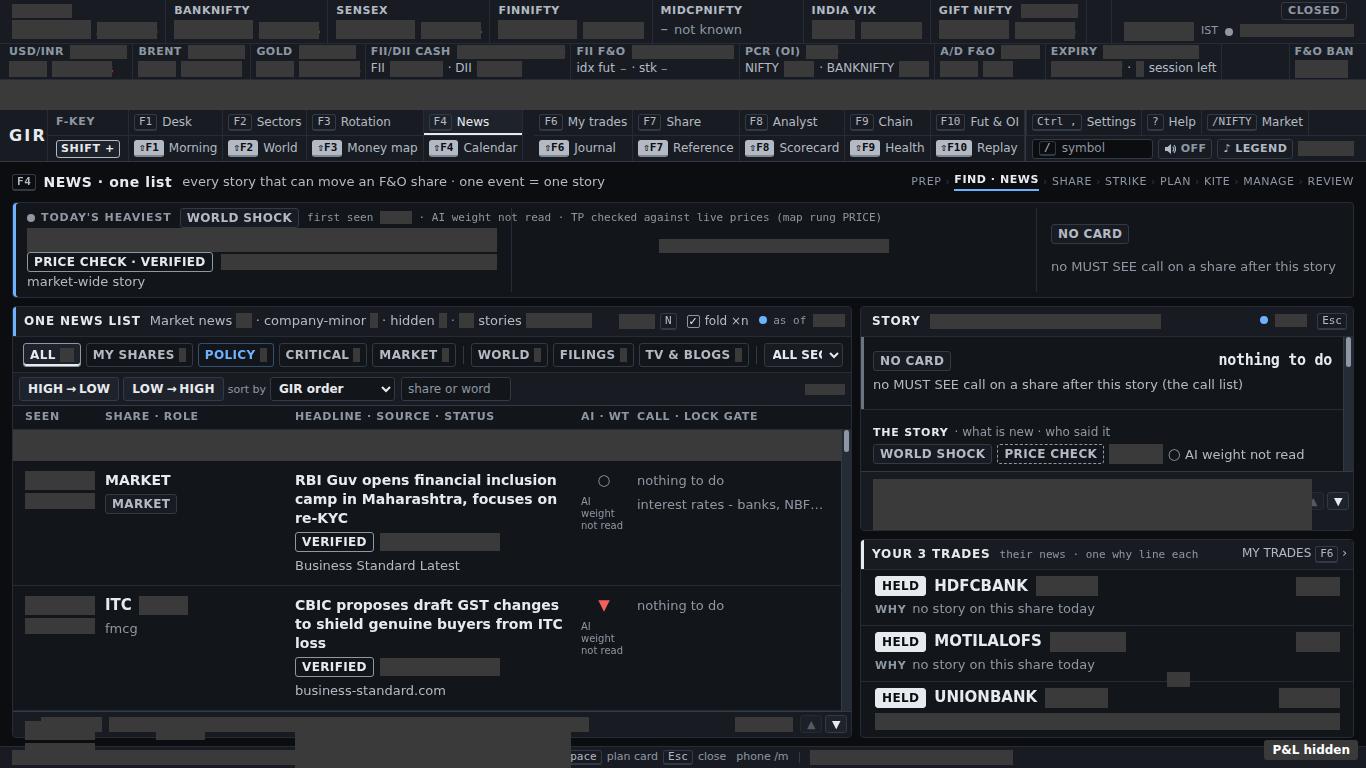 BANKNIFTY SENSEX FINNIFTY MIDCPNIFTY INDIA VIX GIFT NIFTY CLOSED
– not known IST
USD/INR BRENT GOLD FII/DII CASH FII F&O PCR (OI) A/D F&O EXPIRY F&O BAN
FII · DII idx fut – · stk – NIFTY · BANKNIFTY · session left
GIR F-KEY F1 Desk F2 Sectors F3 Rotation F4 News F6 My trades F7 Share F8 Analyst F9 Chain F10 Fut & OI Ctrl , Settings ? Help /NIFTY Market
SHIFT + ⇧F1 Morning ⇧F2 World ⇧F3 Money map ⇧F4 Calendar ⇧F6 Journal ⇧F7 Reference ⇧F8 Scorecard ⇧F9 Health ⇧F10 Replay / symbol OFF ♪ LEGEND
F4 NEWS · one list every story that can move an F&O share · one event = one story PREP › FIND · NEWS › SHARE › STRIKE › PLAN › KITE › MANAGE › REVIEW
TODAY'S HEAVIEST WORLD SHOCK first seen · AI weight not read · TP checked against live prices (map rung PRICE)
NO CARD
PRICE CHECK · VERIFIED
no MUST SEE call on a share after this story
market-wide story
ONE NEWS LIST Market news · company-minor · hidden · stories N ✓ fold ×n as of
ALL MY SHARES POLICY CRITICAL MARKET WORLD FILINGS TV & BLOGS ALL SEC
HIGH→LOW LOW→HIGH sort by GIR order share or word
SEEN SHARE · ROLE HEADLINE · SOURCE · STATUS AI · WT CALL · LOCK GATE
MARKET
MARKET
RBI Guv opens financial inclusion
camp in Maharashtra, focuses on
re-KYC
VERIFIED
Business Standard Latest
AI
weight
not read
nothing to do
interest rates - banks, NBF...
ITC
fmcg
CBIC proposes draft GST changes
to shield genuine buyers from ITC
loss
VERIFIED
business-standard.com
▼
AI
weight
not read
nothing to do
▲ ▼
STORY Esc
NO CARD nothing to do
no MUST SEE call on a share after this story (the call list)
THE STORY · what is new · who said it
WORLD SHOCK PRICE CHECK ○ AI weight not read
▲ ▼
YOUR 3 TRADES their news · one why line each MY TRADES F6 ›
HELD HDFCBANK
WHY no story on this share today
HELD MOTILALOFS
WHY no story on this share today
HELD UNIONBANK
plan card Esc close phone /m
P&L hidden